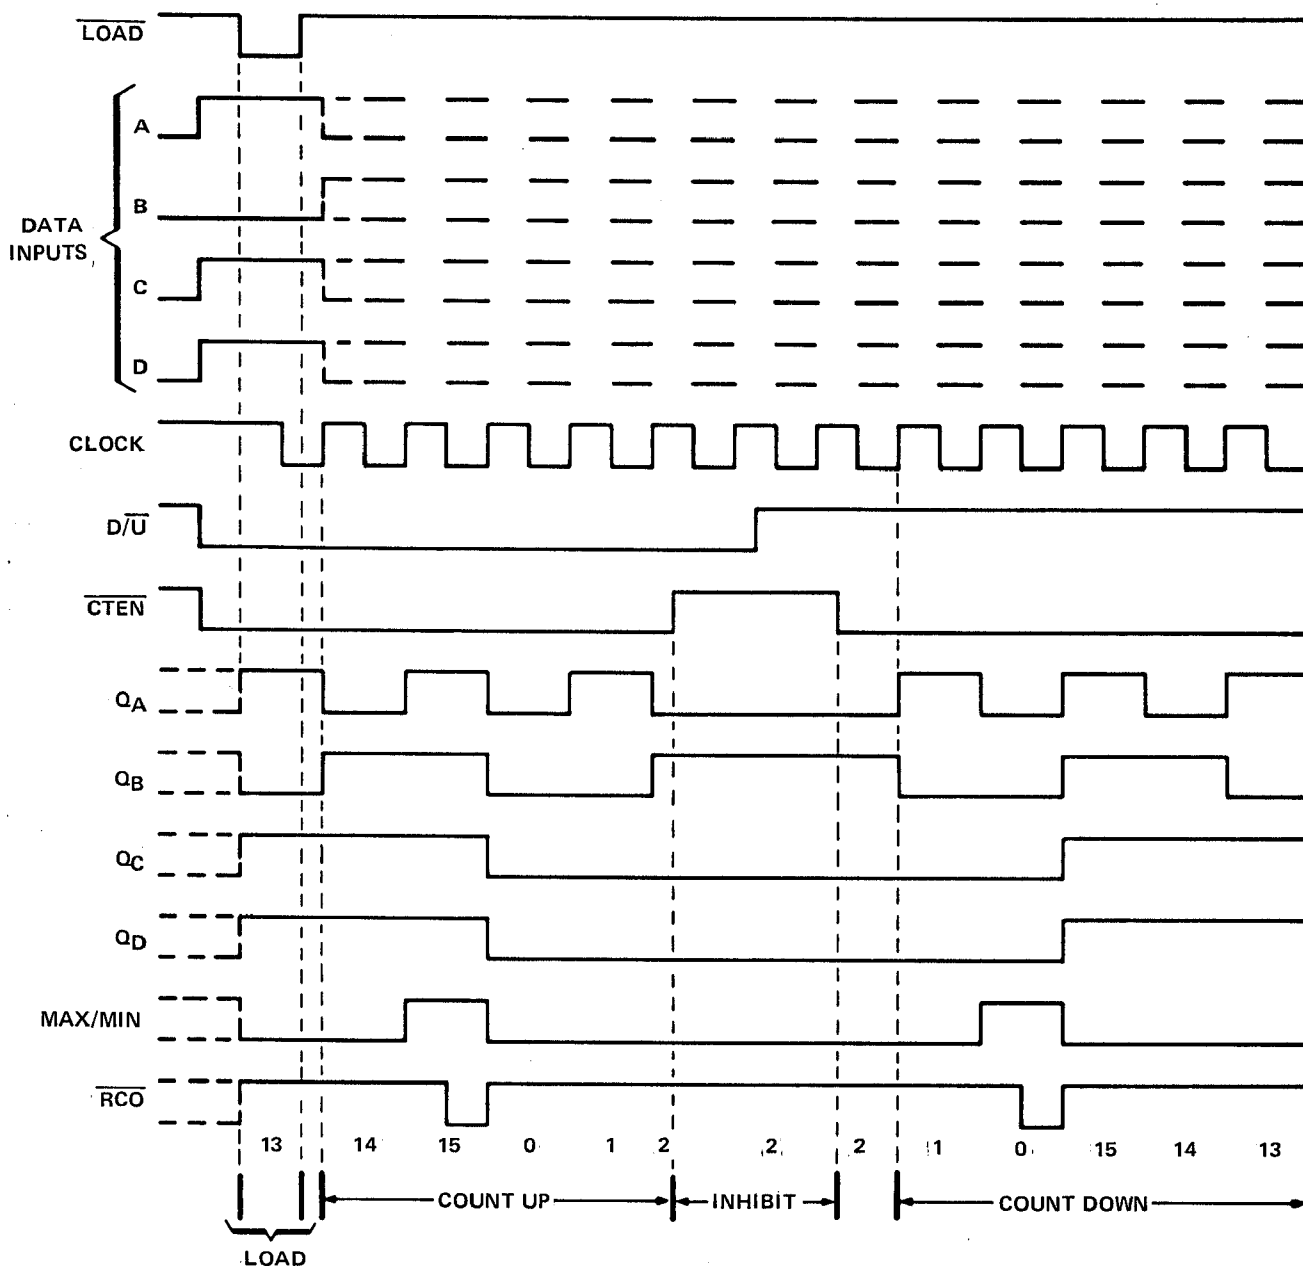 LOAD
A
B
DATA
INPUTS
C
D
CLOCK
D/U
CTEN
QA
QB
QC
QD
MAX/MIN
RCO
13 14 15 0 1 2 2 2 1 0 15 14 13
COUNT UP INHIBIT COUNT DOWN
LOAD